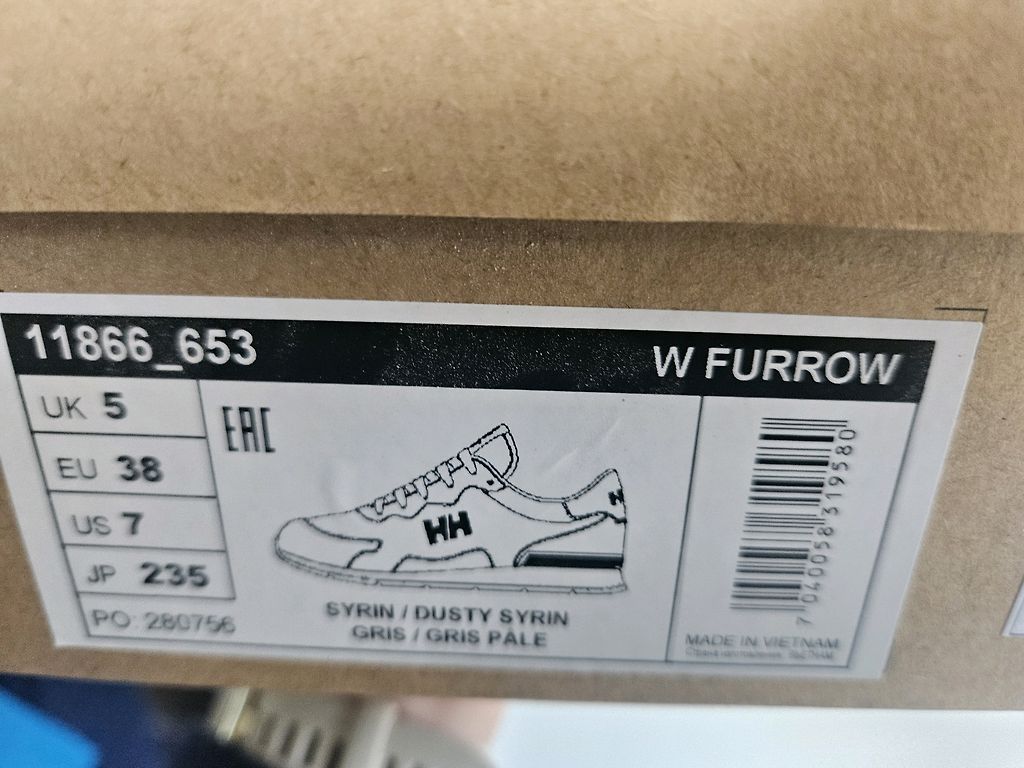 11866_653
W FURROW
UK 5
EU 38
US 7
JP 235
PO: 280756
EAC
HH
SYRIN / DUSTY SYRIN
GRIS / GRIS PÂLE
7 040058 319580
MADE IN VIETNAM